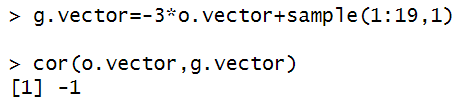 > g.vector=-3*o.vector+sample(1:19,1)
> cor(o.vector,g.vector)
[1] -1